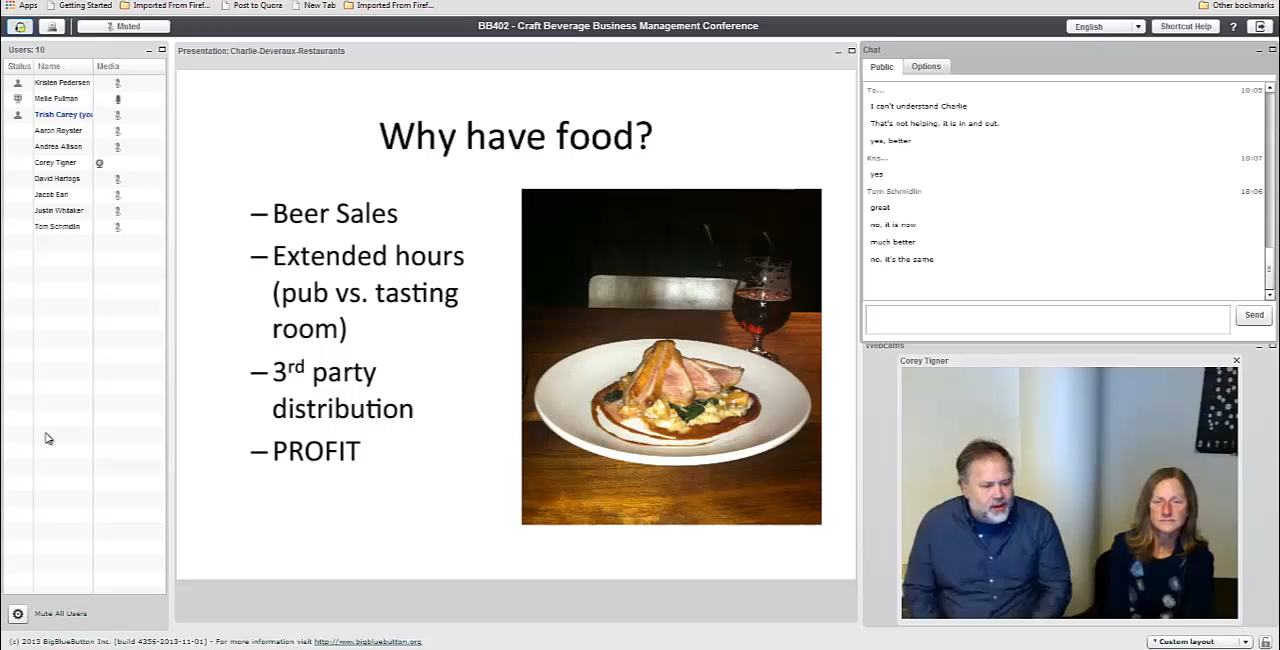 Apps
Getting Started
Imported From Firef...
Post to Quora
New Tab
Imported From Firef...
Other bookmarks
Muted
BB402 - Craft Beverage Business Management Conference
English
Shortcut Help
?
Users: 10
Status Name Media
Kristen Pedersen
Melie Pullman
Trish Carey (you
Aaron Royster
Andrea Allson
Corey Tigner
David Hartogs
Jacob Earl
Justin Whitaker
Tom Schmidlin
Mute All Users
Presentation: Charlie-Deveraux-Restaurants
Why have food?
–Beer Sales
–Extended hours
(pub vs. tasting
room)
–3rd party
distribution
–PROFIT
Chat
Public Options
To... 18:05
I can't understand Charlie
That's not helping, it is in and out.
yes, better
Kris... 18:07
yes
Tom Schmidlin 18:06
great
no, it is now
much better
no, it's the same
Send
Webcams
Corey Tigner
(c) 2013 BigBlueButton Inc. [build 4356-2013-11-01] - For more information visit http://www.bigbluebutton.org
* Custom layout